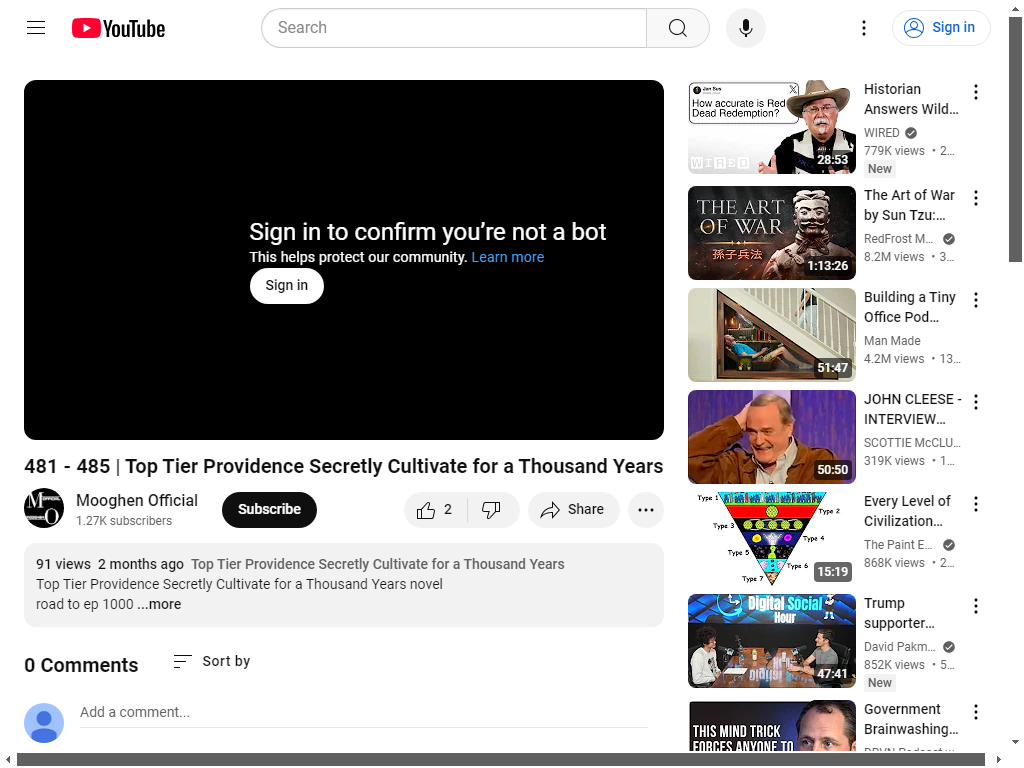 YouTube
Search
Sign in
Sign in to confirm you’re not a bot
This helps protect our community. Learn more
Sign in
481 - 485 | Top Tier Providence Secretly Cultivate for a Thousand Years
Mooghen Official
1.27K subscribers
Subscribe
2
Share
91 views 2 months ago Top Tier Providence Secretly Cultivate for a Thousand Years
Top Tier Providence Secretly Cultivate for a Thousand Years novel
road to ep 1000 ...more
0 Comments
Sort by
Add a comment...
Jan Sus
How accurate is Red
Dead Redemption?
WIRED
28:53
Historian
Answers Wild…
WIRED
779K views • 2…
New
THE ART
OF WAR
孫子兵法
1:13:26
The Art of War
by Sun Tzu:…
RedFrost M…
8.2M views • 3…
51:47
Building a Tiny
Office Pod…
Man Made
4.2M views • 13…
50:50
JOHN CLEESE -
INTERVIEW…
SCOTTIE McCLU…
319K views • 1…
Type 1
Type 2
Type 3
Type 4
Type 5
Type 6
Type 7
15:19
Every Level of
Civilization…
The Paint E…
868K views • 2…
Digital Social
Hour
47:41
Trump
supporter…
David Pakm…
852K views • 5…
New
THIS MIND TRICK
FORCES ANYONE TO
Government
Brainwashing…